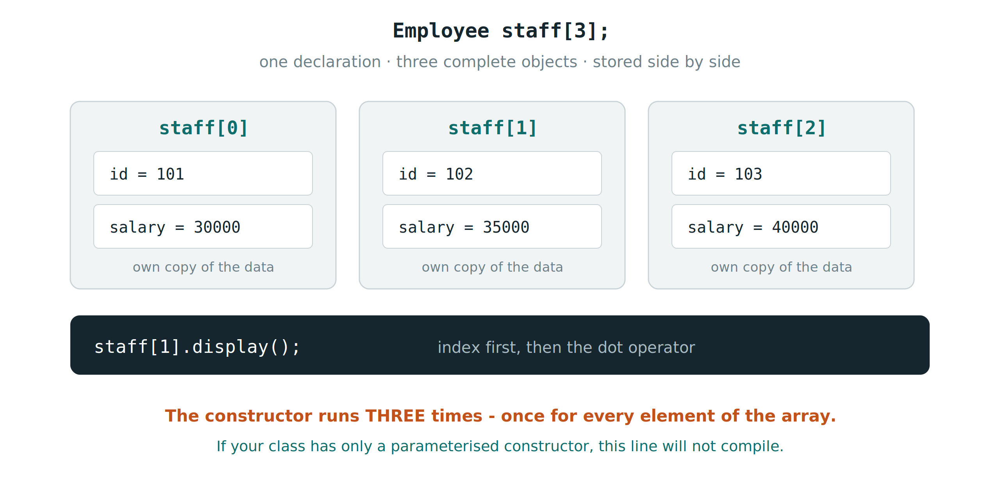 Employee staff[3];
one declaration · three complete objects · stored side by side
staff[0]
id = 101
salary = 30000
own copy of the data
staff[1]
id = 102
salary = 35000
own copy of the data
staff[2]
id = 103
salary = 40000
own copy of the data
staff[1].display();
index first, then the dot operator
The constructor runs THREE times - once for every element of the array.
If your class has only a parameterised constructor, this line will not compile.